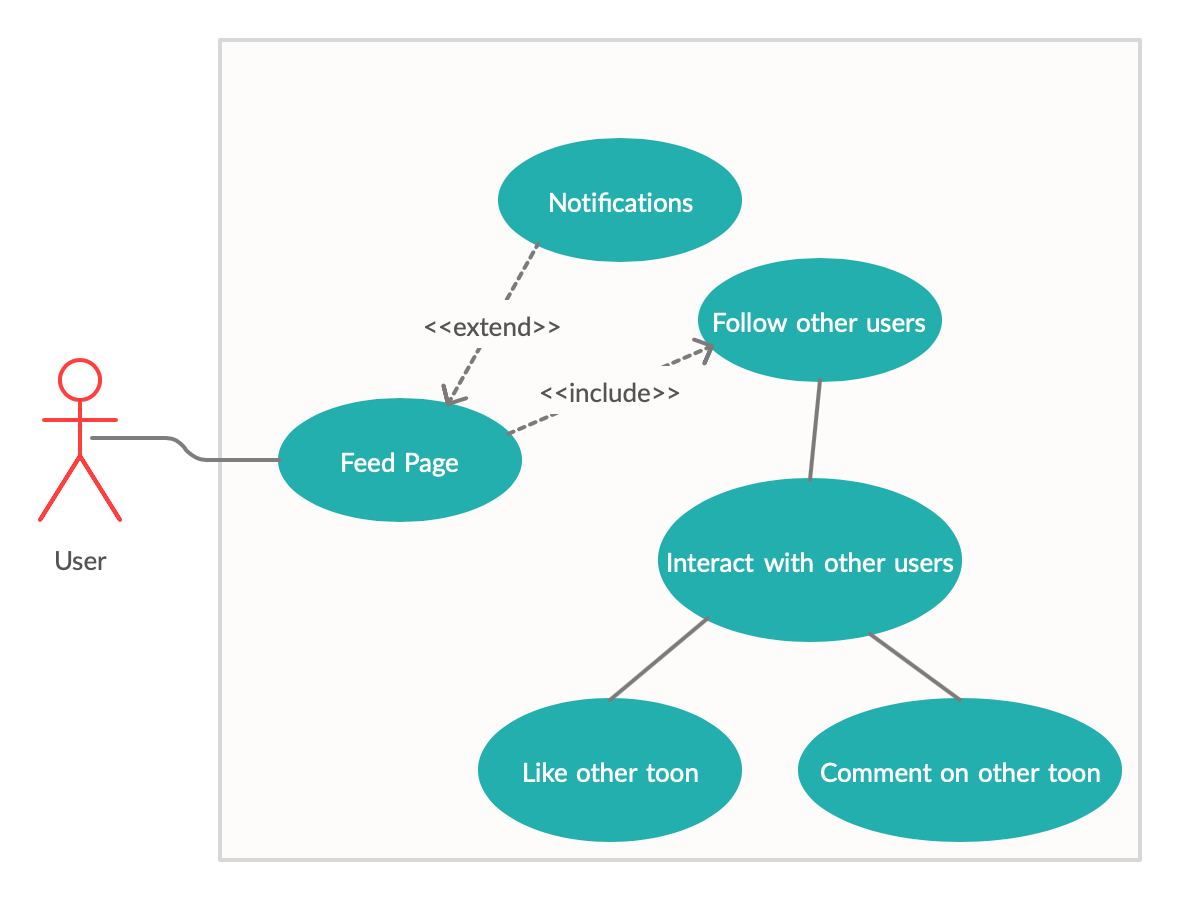 Notifications
Follow other users
<<extend>>
<<include>>
Feed Page
User
Interact with other users
Like other toon
Comment on other toon